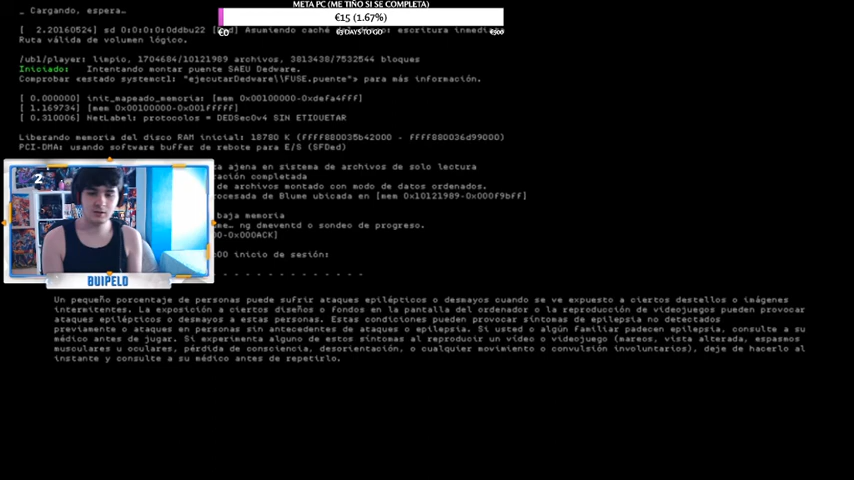 _ Cargando, espera…
META PC (ME TIÑO SI SE COMPLETA)
€15 (1.67%)
€0
DAYS TO GO
[ 2.20160524] sd 0:0:0:0:0ddbu22 Asumiendo caché escritura
Ruta válida de volumen lógico.
/ubi/player: limpio, 1704684/10121989 archivos, 3813438/7532544 bloques
Iniciado: Intentando montar puente SAEU Dedware.
Comprobar «estado systemctl: "ejecutarDedware\\FUSE.puente"» para más información.
[ 0.000000] init_mapeado_memoria: [mem 0x00100000-0xdefa4fff]
[ 1.169734] [mem 0x00100000-0x001fffff]
[ 0.310006] NetLabel: protocolos = DEDSec0v4 SIN ETIQUETAR
Liberando memoria del disco RAM inicial: 18780 K (ffff880035b42000 - ffff880036d99000)
PCI-DMA: usando software buffer de rebote para E/S (SFDed)
ajena en sistema de archivos de solo lectura
completada
de archivos montado con modo de datos ordenados.
de Blume ubicada en [mem 0x10121989-0x000f9bff]
baja memoria
ng dmeventd o sondeo de progreso.
-0x000ACK]
inicio de sesión:
2
BUIPELO
Un pequeño porcentaje de personas puede sufrir ataques epilépticos o desmayos cuando se ve expuesto a ciertos destellos o imágenes
intermitentes. La exposición a ciertos diseños o fondos en la pantalla del ordenador o la reproducción de videojuegos pueden provocar
ataques epilépticos o desmayos a estas personas. Estas condiciones pueden provocar síntomas de epilepsia no detectados
previamente o ataques en personas sin antecedentes de ataques o epilepsia. Si usted o algún familiar padecen epilepsia, consulte a su
médico antes de jugar. Si experimenta alguno de estos síntomas al reproducir un vídeo o videojuego (mareos, vista alterada, espasmos
musculares u oculares, pérdida de consciencia, desorientación, o cualquier movimiento o convulsión involuntarios), deje de hacerlo al
instante y consulte a su médico antes de repetirlo.